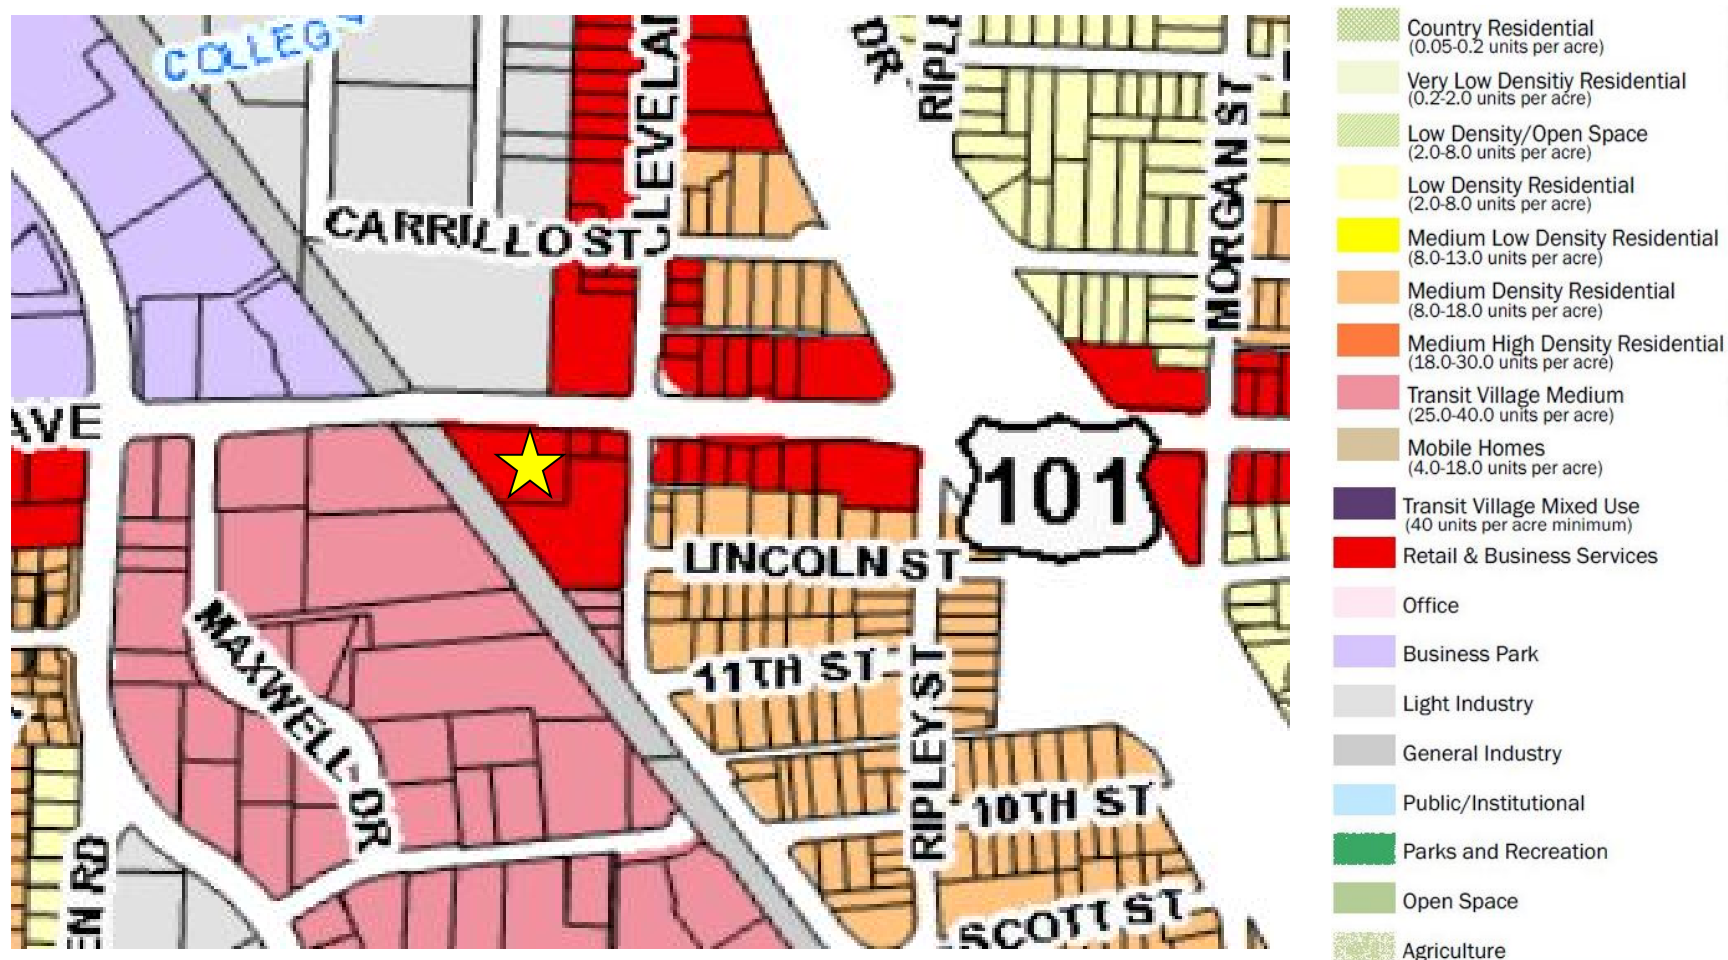 COLLEG
CLEVELAN
DR
RIPLE
MORGAN ST
CARRILLO ST
AVE
101
LINCOLN ST
11TH ST
RIPLEY ST
MAXWELL DR
10TH ST
EN RD
SCOTT ST
Country Residential
(0.05-0.2 units per acre)
Very Low Densitiy Residential
(0.2-2.0 units per acre)
Low Density/Open Space
(2.0-8.0 units per acre)
Low Density Residential
(2.0-8.0 units per acre)
Medium Low Density Residential
(8.0-13.0 units per acre)
Medium Density Residential
(8.0-18.0 units per acre)
Medium High Density Residential
(18.0-30.0 units per acre)
Transit Village Medium
(25.0-40.0 units per acre)
Mobile Homes
(4.0-18.0 units per acre)
Transit Village Mixed Use
(40 units per acre minimum)
Retail & Business Services
Office
Business Park
Light Industry
General Industry
Public/Institutional
Parks and Recreation
Open Space
Agriculture